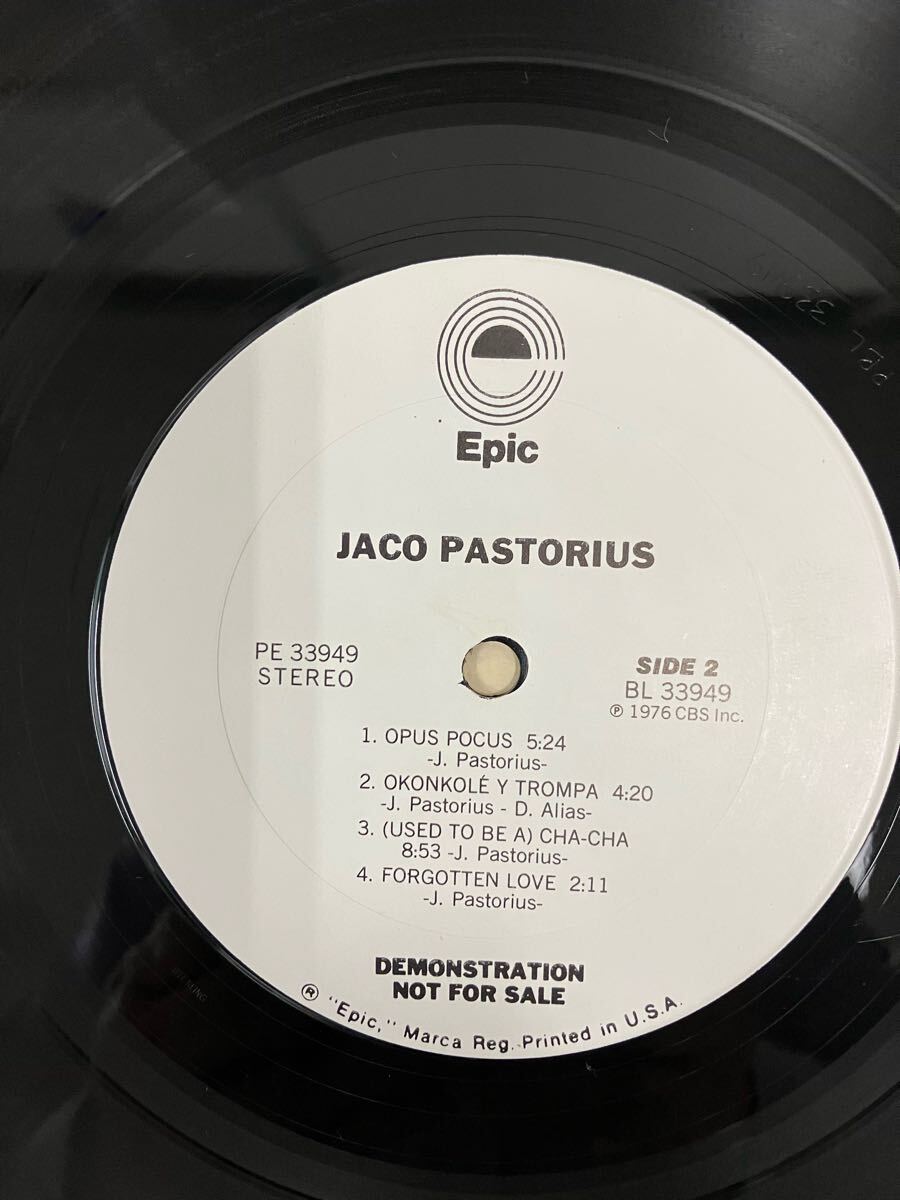 Epic
JACO PASTORIUS
PE 33949
STEREO
SIDE 2
BL 33949
℗ 1976 CBS Inc.
1. OPUS POCUS 5:24
-J. Pastorius-
2. OKONKOLÉ Y TROMPA 4:20
-J. Pastorius - D. Alias-
3. (USED TO BE A) CHA-CHA
8:53 -J. Pastorius-
4. FORGOTTEN LOVE 2:11
-J. Pastorius-
DEMONSTRATION
NOT FOR SALE
® "Epic," Marca Reg. Printed in U.S.A.